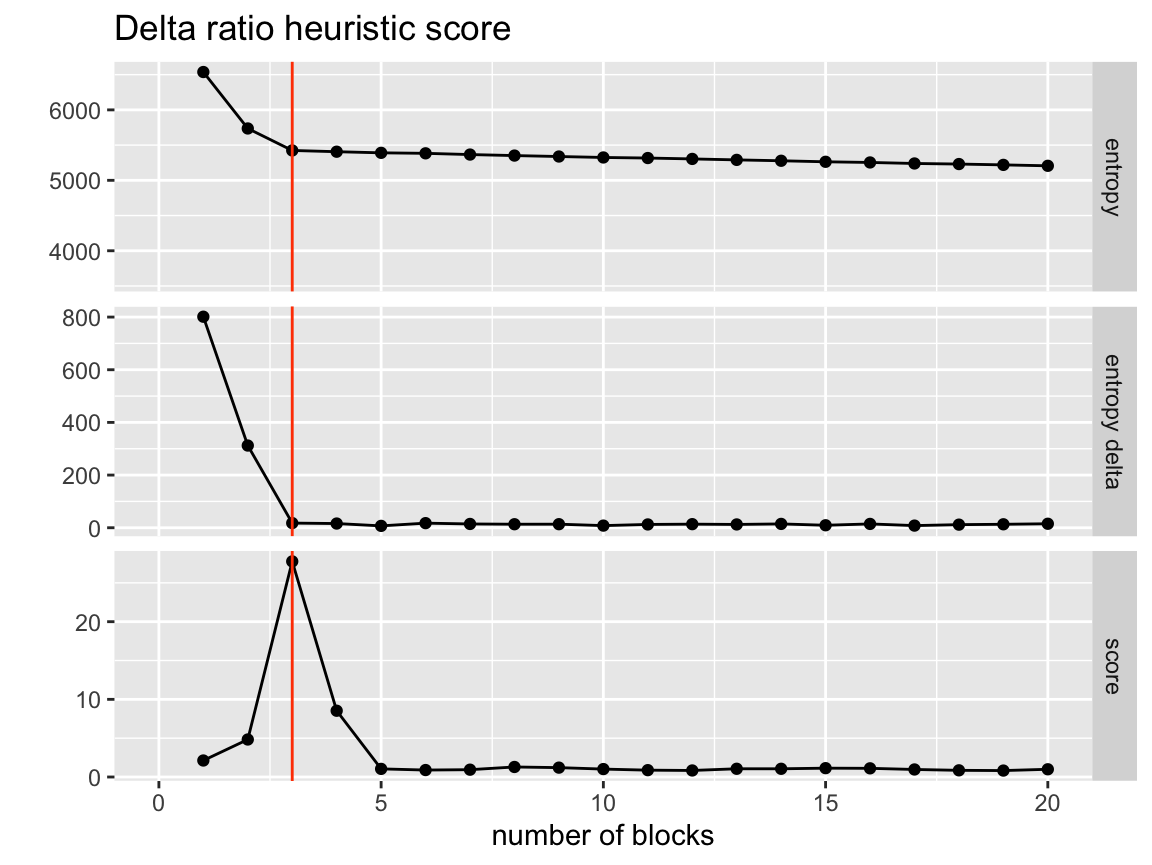 Delta ratio heuristic score
6000
5000
4000
entropy
800
600
400
200
0
entropy delta
20
10
0
score
0 5 10 15 20
number of blocks